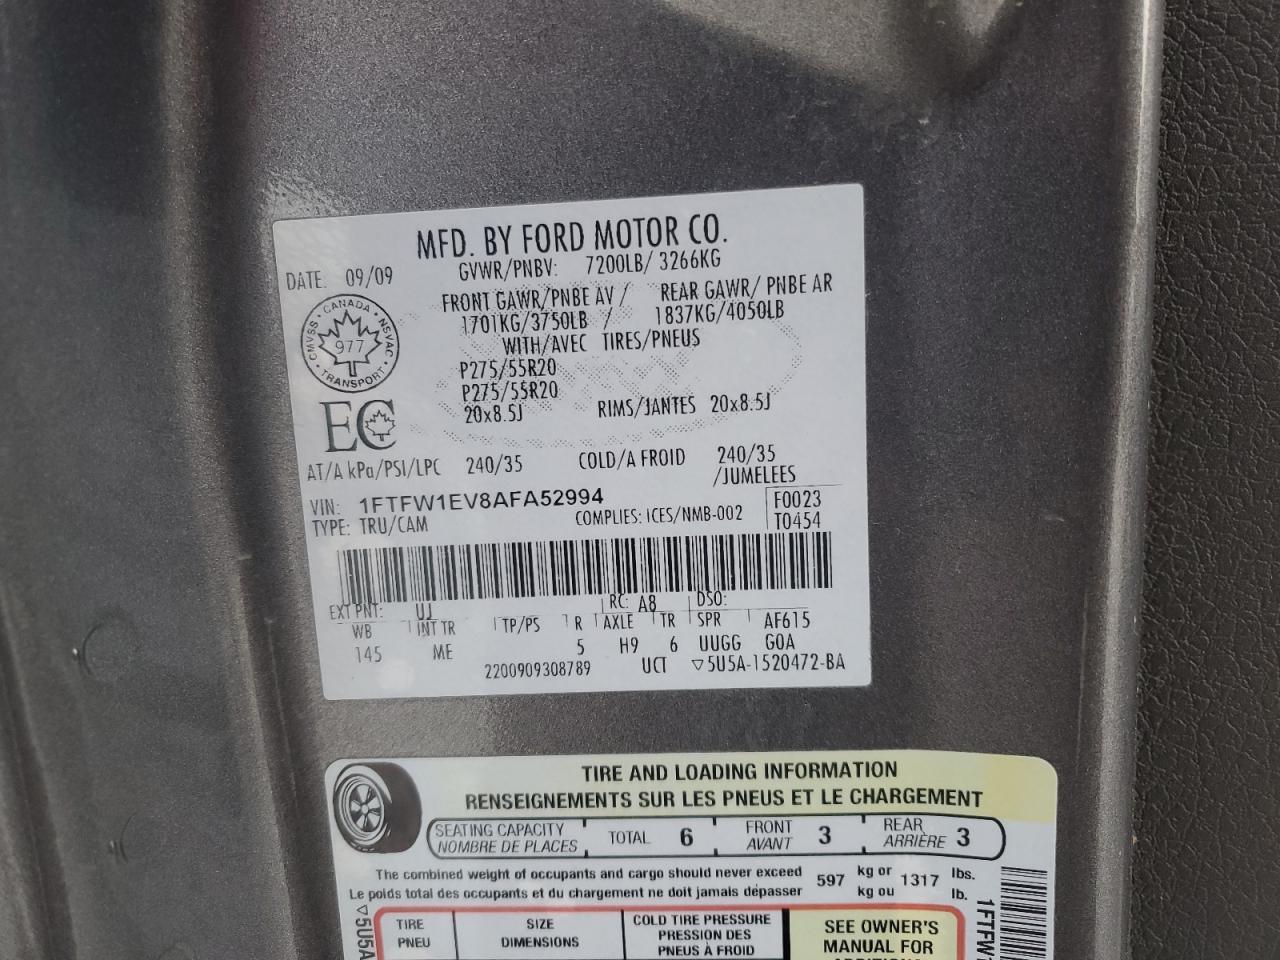 MFD. BY FORD MOTOR CO.
DATE: 09/09
GVWR/PNBV: 7200LB/ 3266KG
FRONT GAWR/PNBE AV / REAR GAWR/ PNBE AR
1701KG/3750LB / 1837KG/4050LB
WITH/AVEC TIRES/PNEUS
P275/55R20
P275/55R20
20x8.5J RIMS/JANTES 20x8.5J
CANADA
CMVSS NSVAC
977
TRANSPORT
EC
AT/A kPa/PSI/LPC 240/35 COLD/A FROID 240/35
/JUMELEES
VIN: 1FTFW1EV8AFA52994 F0023
TYPE: TRU/CAM COMPLIES: ICES/NMB-002 T0454
EXT PNT: UJ RC: A8 DSO:
WB INT TR TP/PS R AXLE TR SPR AF615
145 ME 5 H9 6 UUGG GOA
2200909308789 UCT ▽5U5A-1520472-BA
TIRE AND LOADING INFORMATION
RENSEIGNEMENTS SUR LES PNEUS ET LE CHARGEMENT
SEATING CAPACITY
NOMBRE DE PLACES
TOTAL 6
FRONT
AVANT 3
REAR
ARRIÈRE 3
The combined weight of occupants and cargo should never exceed 597 kg or 1317 lbs.
Le poids total des occupants et du chargement ne doit jamais dépasser kg ou lb.
TIRE
PNEU
SIZE
DIMENSIONS
COLD TIRE PRESSURE
PRESSION DES
PNEUS À FROID
SEE OWNER'S
MANUAL FOR
▽5U5A
1FTFW